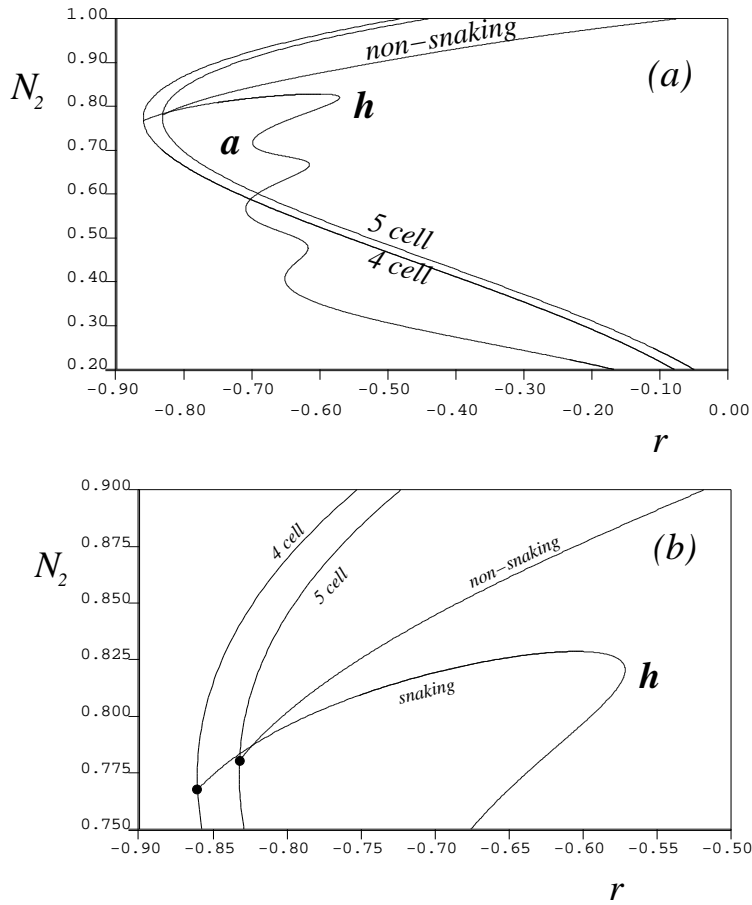 1.00
0.90
0.80
0.70
0.60
0.50
0.40
0.30
0.20
N2
non−snaking
(a)
h
a
5 cell
4 cell
−0.90
−0.70
−0.50
−0.30
−0.10
−0.80
−0.60
−0.40
−0.20
0.00
r
0.900
0.875
0.850
0.825
0.800
0.775
0.750
N2
4 cell
5 cell
non−snaking
(b)
snaking
h
−0.90
−0.85
−0.80
−0.75
−0.70
−0.65
−0.60
−0.55
−0.50
r